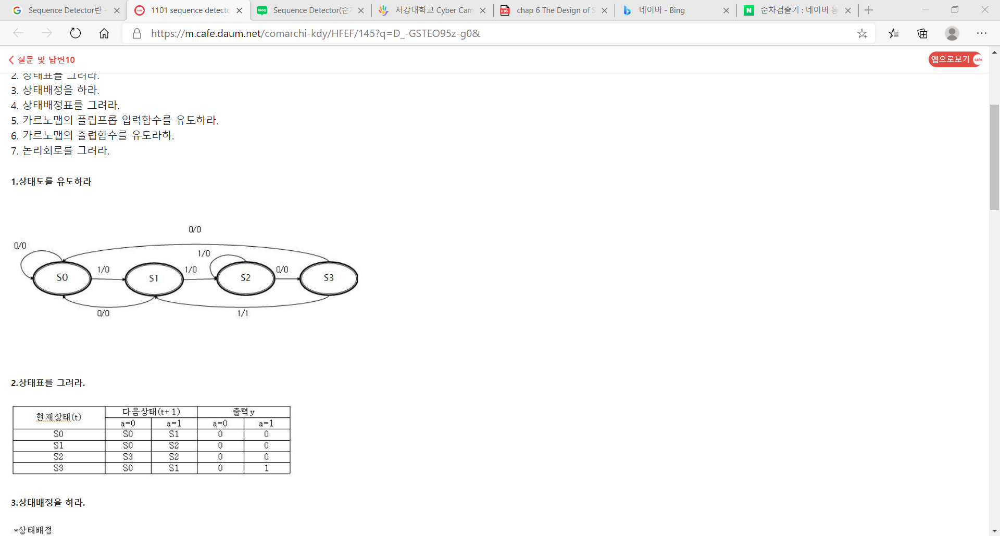 Sequence Detector란 -
1101 sequence detecto
Sequence Detector(순차
서강대학교 Cyber Cam
chap 6 The Design of S
네이버 - Bing
순차검출기 : 네이버 통
https://m.cafe.daum.net/comarchi-kdy/HFEF/145?q=D_-GSTEO95z-g0&
질문 및 답변10
앱으로보기
cafe
2. 상태표를 그려라.
3. 상태배정을 하라.
4. 상태배정표를 그려라.
5. 카르노맵의 플립프롭 입력함수를 유도하라.
6. 카르노맵의 출렵함수를 유도라하.
7. 논리회로를 그려라.
1.상태도를 유도하라
0/0
0/0
1/0
1/0
1/0
0/0
S0
S1
S2
S3
0/0
1/1
2.상태표를 그려라.
현재상태(t) 다음상태(t+1) 출력y
a=0 a=1 a=0 a=1
S0 S0 S1 0 0
S1 S0 S2 0 0
S2 S3 S2 0 0
S3 S0 S1 0 1
3.상태배정을 하라.
*상태배정